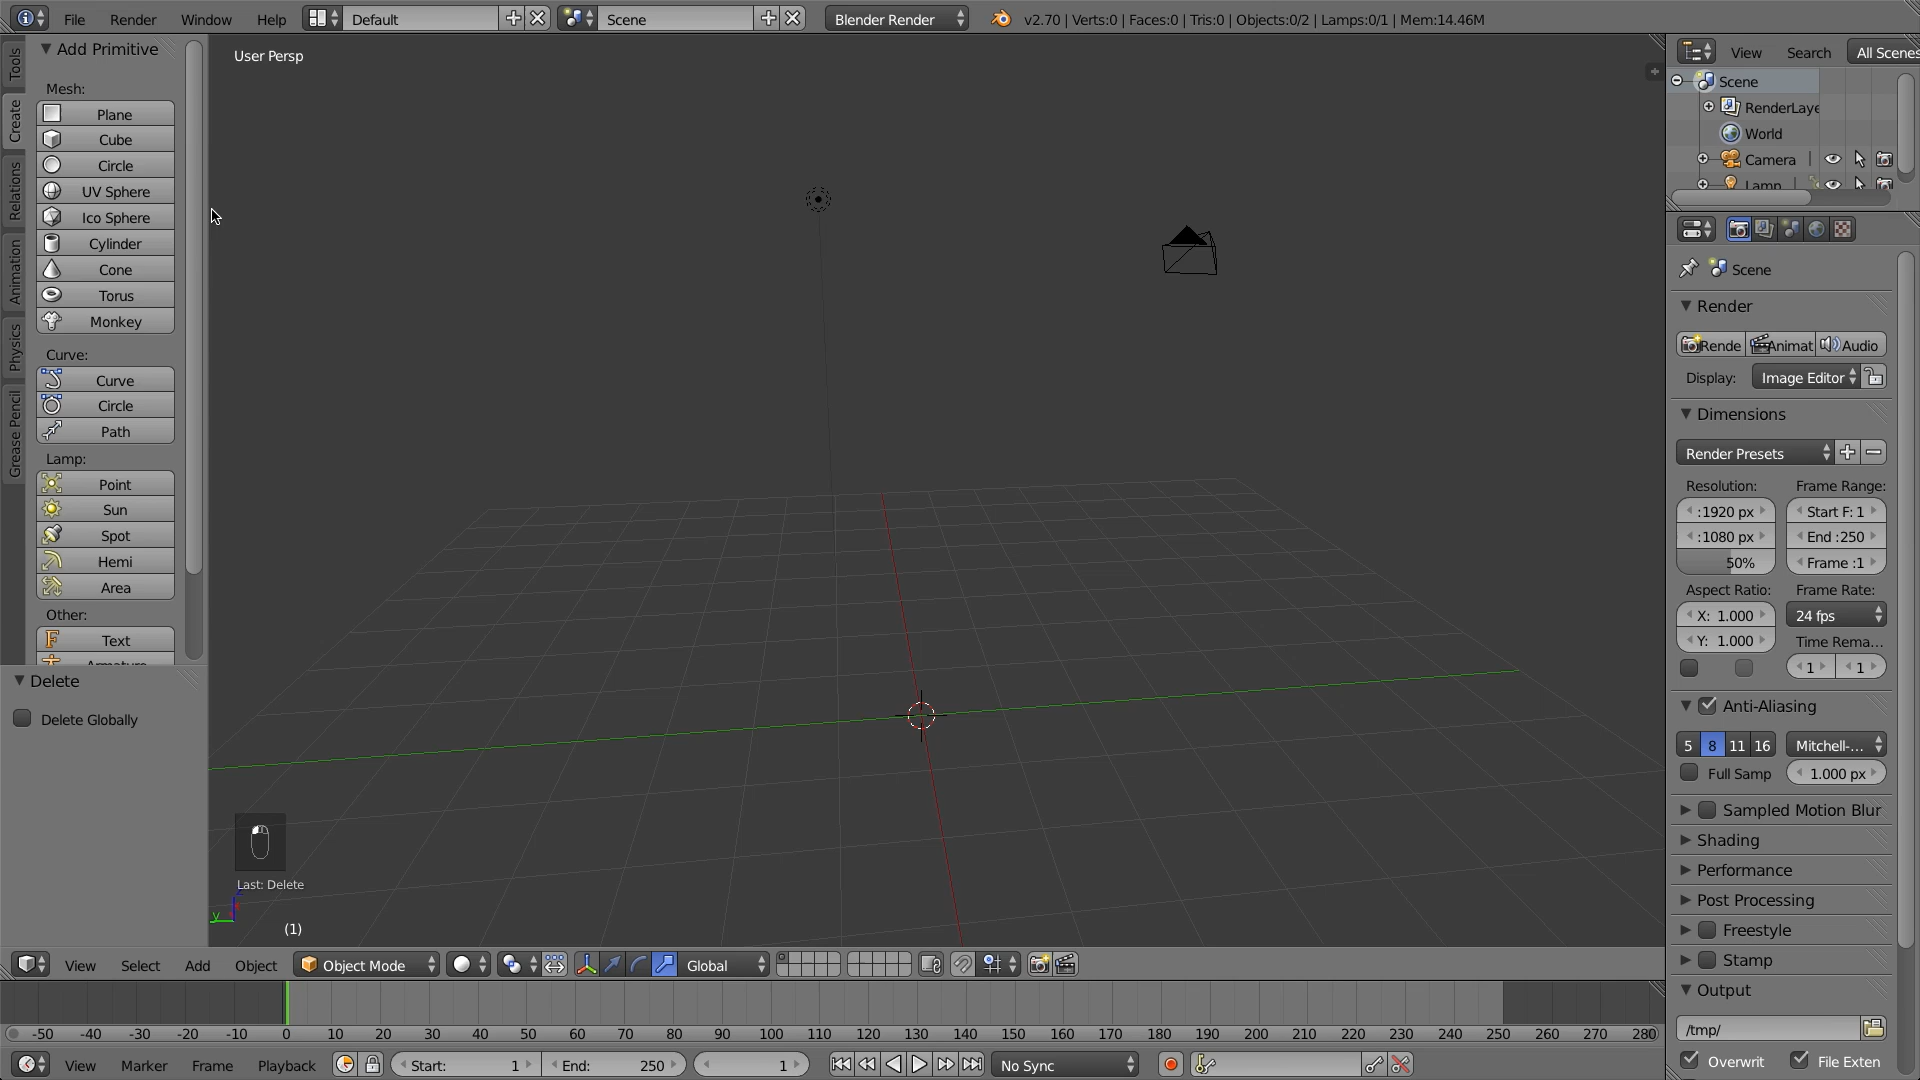 File Render Window Help Default Scene Blender Render v2.70 | Verts:0 | Faces:0 | Tris:0 | Objects:0/2 | Lamps:0/1 | Mem:14.46M
Tools
Create
Relations
Animation
Physics
Grease Pencil
Add Primitive
Mesh:
Plane
Cube
Circle
UV Sphere
Ico Sphere
Cylinder
Cone
Torus
Monkey
Curve:
Curve
Circle
Path
Lamp:
Point
Sun
Spot
Hemi
Area
Other:
Text
Armature
Delete
Delete Globally
User Persp
Last: Delete
y
(1)
View Search All Scenes
Scene
RenderLaye
World
Camera
Lamp
Scene
Render
Rende Animat Audio
Display: Image Editor
Dimensions
Render Presets
Resolution: Frame Range:
:1920 px Start F: 1
:1080 px End :250
50% Frame :1
Aspect Ratio: Frame Rate:
X: 1.000 24 fps
Y: 1.000 Time Rema...
1 1
Anti-Aliasing
5 8 11 16 Mitchell-...
Full Samp 1.000 px
Sampled Motion Blur
Shading
Performance
Post Processing
Freestyle
Stamp
Output
/tmp/
Overwrit File Exten
View Select Add Object Object Mode Global
-50 -40 -30 -20 -10 0 10 20 30 40 50 60 70 80 90 100 110 120 130 140 150 160 170 180 190 200 210 220 230 240 250 260 270 280
View Marker Frame Playback Start: 1 End: 250 1 No Sync